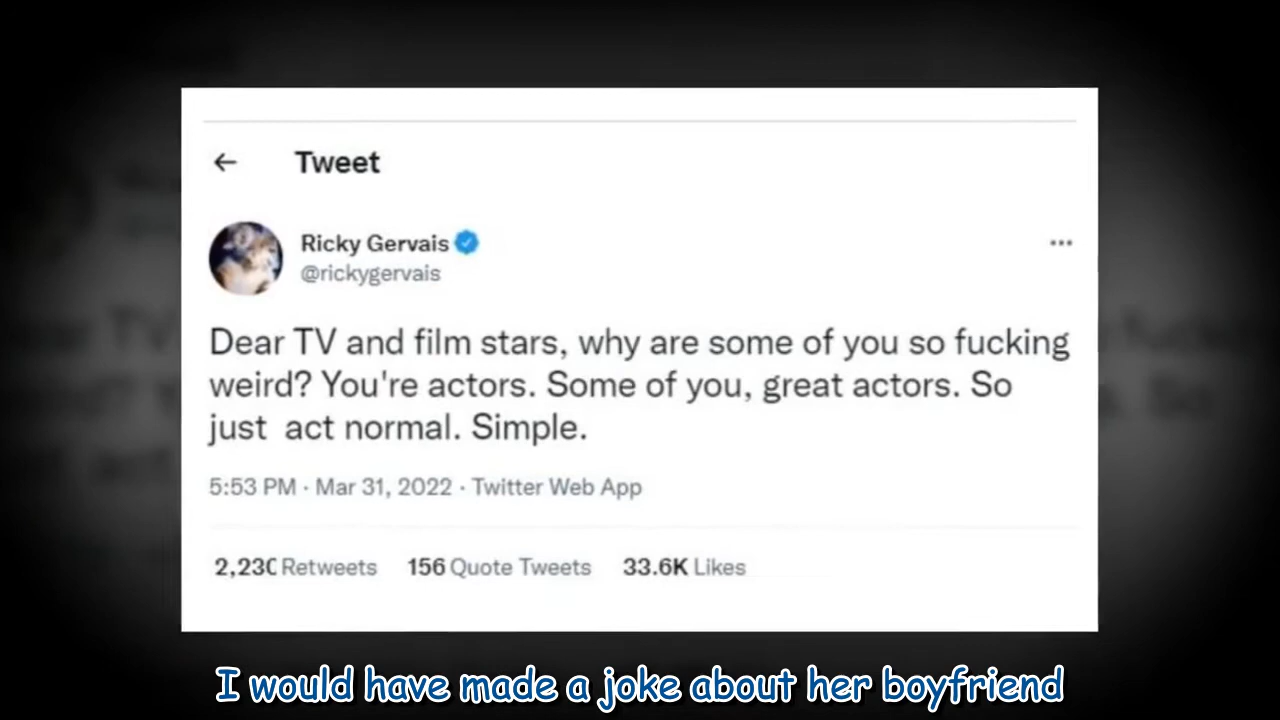 ← Tweet
Ricky Gervais
@rickygervais
Dear TV and film stars, why are some of you so fucking
weird? You're actors. Some of you, great actors. So
just act normal. Simple.
5:53 PM · Mar 31, 2022 · Twitter Web App
Retweets 156 Quote Tweets 33.6K Likes
I would have made a joke about her boyfriend